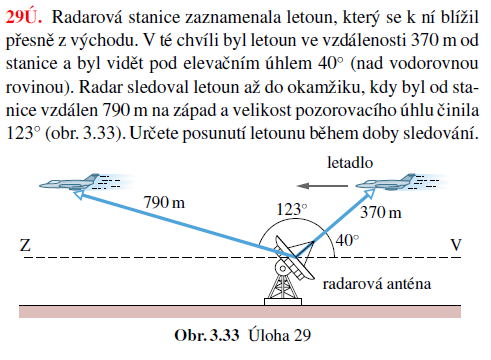 29Ú. Radarová stanice zaznamenala letoun, který se k ní blížil
přesně z východu. V té chvíli byl letoun ve vzdálenosti 370 m od
stanice a byl vidět pod elevačním úhlem 40° (nad vodorovnou
rovinou). Radar sledoval letoun až do okamžiku, kdy byl od sta-
nice vzdálen 790 m na západ a velikost pozorovacího úhlu činila
123° (obr. 3.33). Určete posunutí letounu během doby sledování.
letadlo
790 m
123°
370 m
Z
40°
V
radarová anténa
Obr. 3.33 Úloha 29